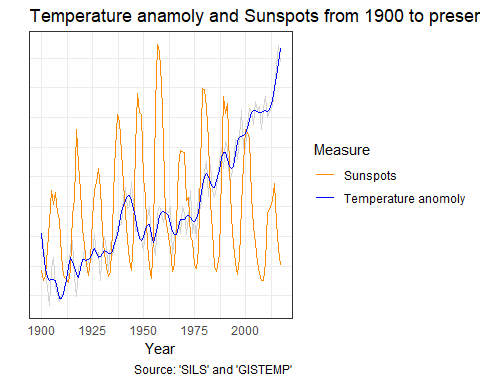 Temperature anamoly and Sunspots from 1900 to preser
Measure
Sunspots
Temperature anomoly
1900 1925 1950 1975 2000
Year
Source: 'SILS' and 'GISTEMP'